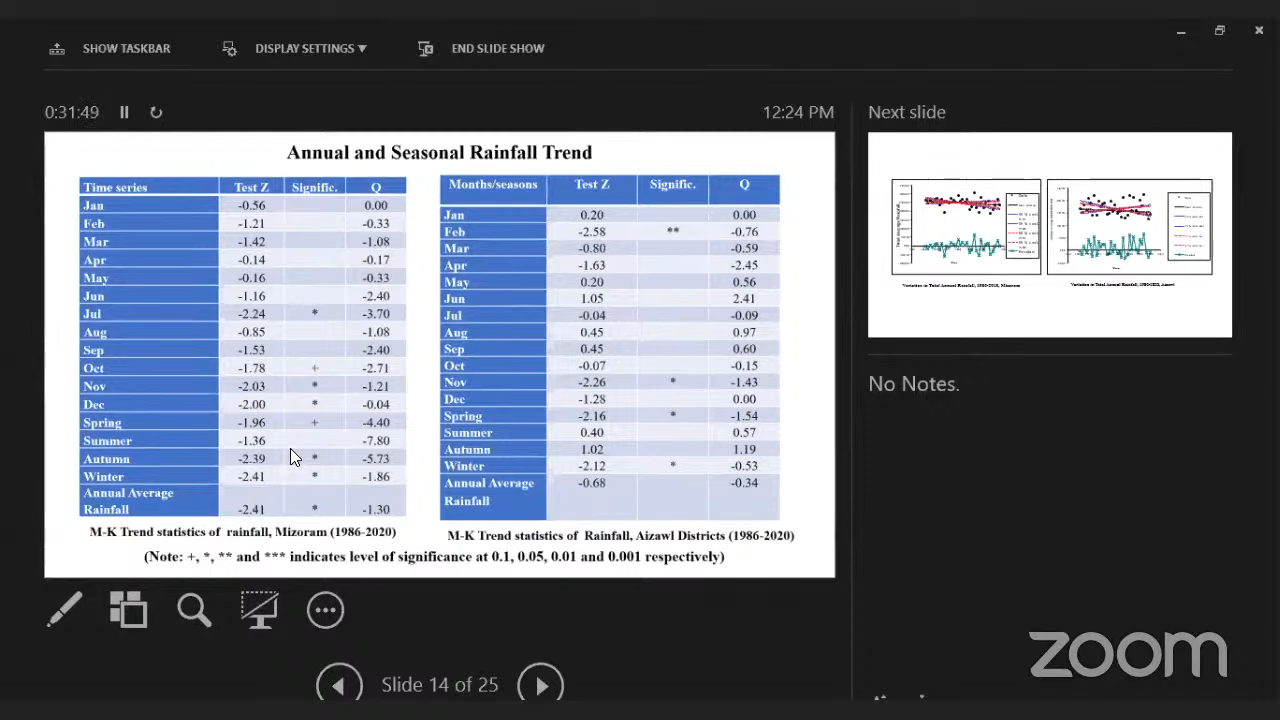 SHOW TASKBAR DISPLAY SETTINGS ▼ END SLIDE SHOW
0:31:49 12:24 PM
Annual and Seasonal Rainfall Trend
Time series Test Z Signific. Q
Jan -0.56 0.00
Feb -1.21 -0.33
Mar -1.42 -1.08
Apr -0.14 -0.17
May -0.16 -0.33
Jun -1.16 -2.40
Jul -2.24 * -3.70
Aug -0.85 -1.08
Sep -1.53 -2.40
Oct -1.78 + -2.71
Nov -2.03 * -1.21
Dec -2.00 * -0.04
Spring -1.96 + -4.40
Summer -1.36 -7.80
Autumn -2.39 * -5.73
Winter -2.41 * -1.86
Annual Average
Rainfall -2.41 * -1.30
M-K Trend statistics of rainfall, Mizoram (1986-2020)
Months/seasons Test Z Signific. Q
Jan 0.20 0.00
Feb -2.58 ** -0.76
Mar -0.80 -0.59
Apr -1.63 -2.45
May 0.20 0.56
Jun 1.05 2.41
Jul -0.04 -0.09
Aug 0.45 0.97
Sep 0.45 0.60
Oct -0.07 -0.15
Nov -2.26 * -1.43
Dec -1.28 0.00
Spring -2.16 * -1.54
Summer 0.40 0.57
Autumn 1.02 1.19
Winter -2.12 * -0.53
Annual Average -0.68 -0.34
Rainfall
M-K Trend statistics of Rainfall, Aizawl Districts (1986-2020)
(Note: +, *, ** and *** indicates level of significance at 0.1, 0.05, 0.01 and 0.001 respectively)
Slide 14 of 25
Next slide
Variation in Total Annual Rainfall, Mizoram
Variation in Total Annual Rainfall, Aizawl
No Notes.
zoom